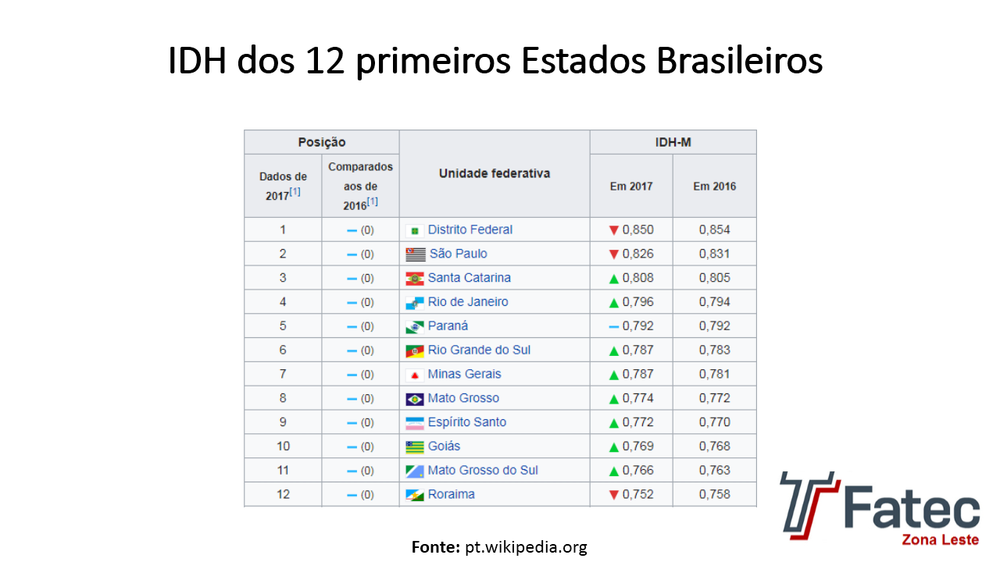 IDH dos 12 primeiros Estados Brasileiros
Posição Unidade federativa IDH-M
Dados de 2017[1] Comparados aos de 2016[1] Em 2017 Em 2016
1 (0) Distrito Federal 0,850 0,854
2 (0) São Paulo 0,826 0,831
3 (0) Santa Catarina 0,808 0,805
4 (0) Rio de Janeiro 0,796 0,794
5 (0) Paraná 0,792 0,792
6 (0) Rio Grande do Sul 0,787 0,783
7 (0) Minas Gerais 0,787 0,781
8 (0) Mato Grosso 0,774 0,772
9 (0) Espírito Santo 0,772 0,770
10 (0) Goiás 0,769 0,768
11 (0) Mato Grosso do Sul 0,766 0,763
12 (0) Roraima 0,752 0,758
Fatec
Zona Leste
Fonte: pt.wikipedia.org